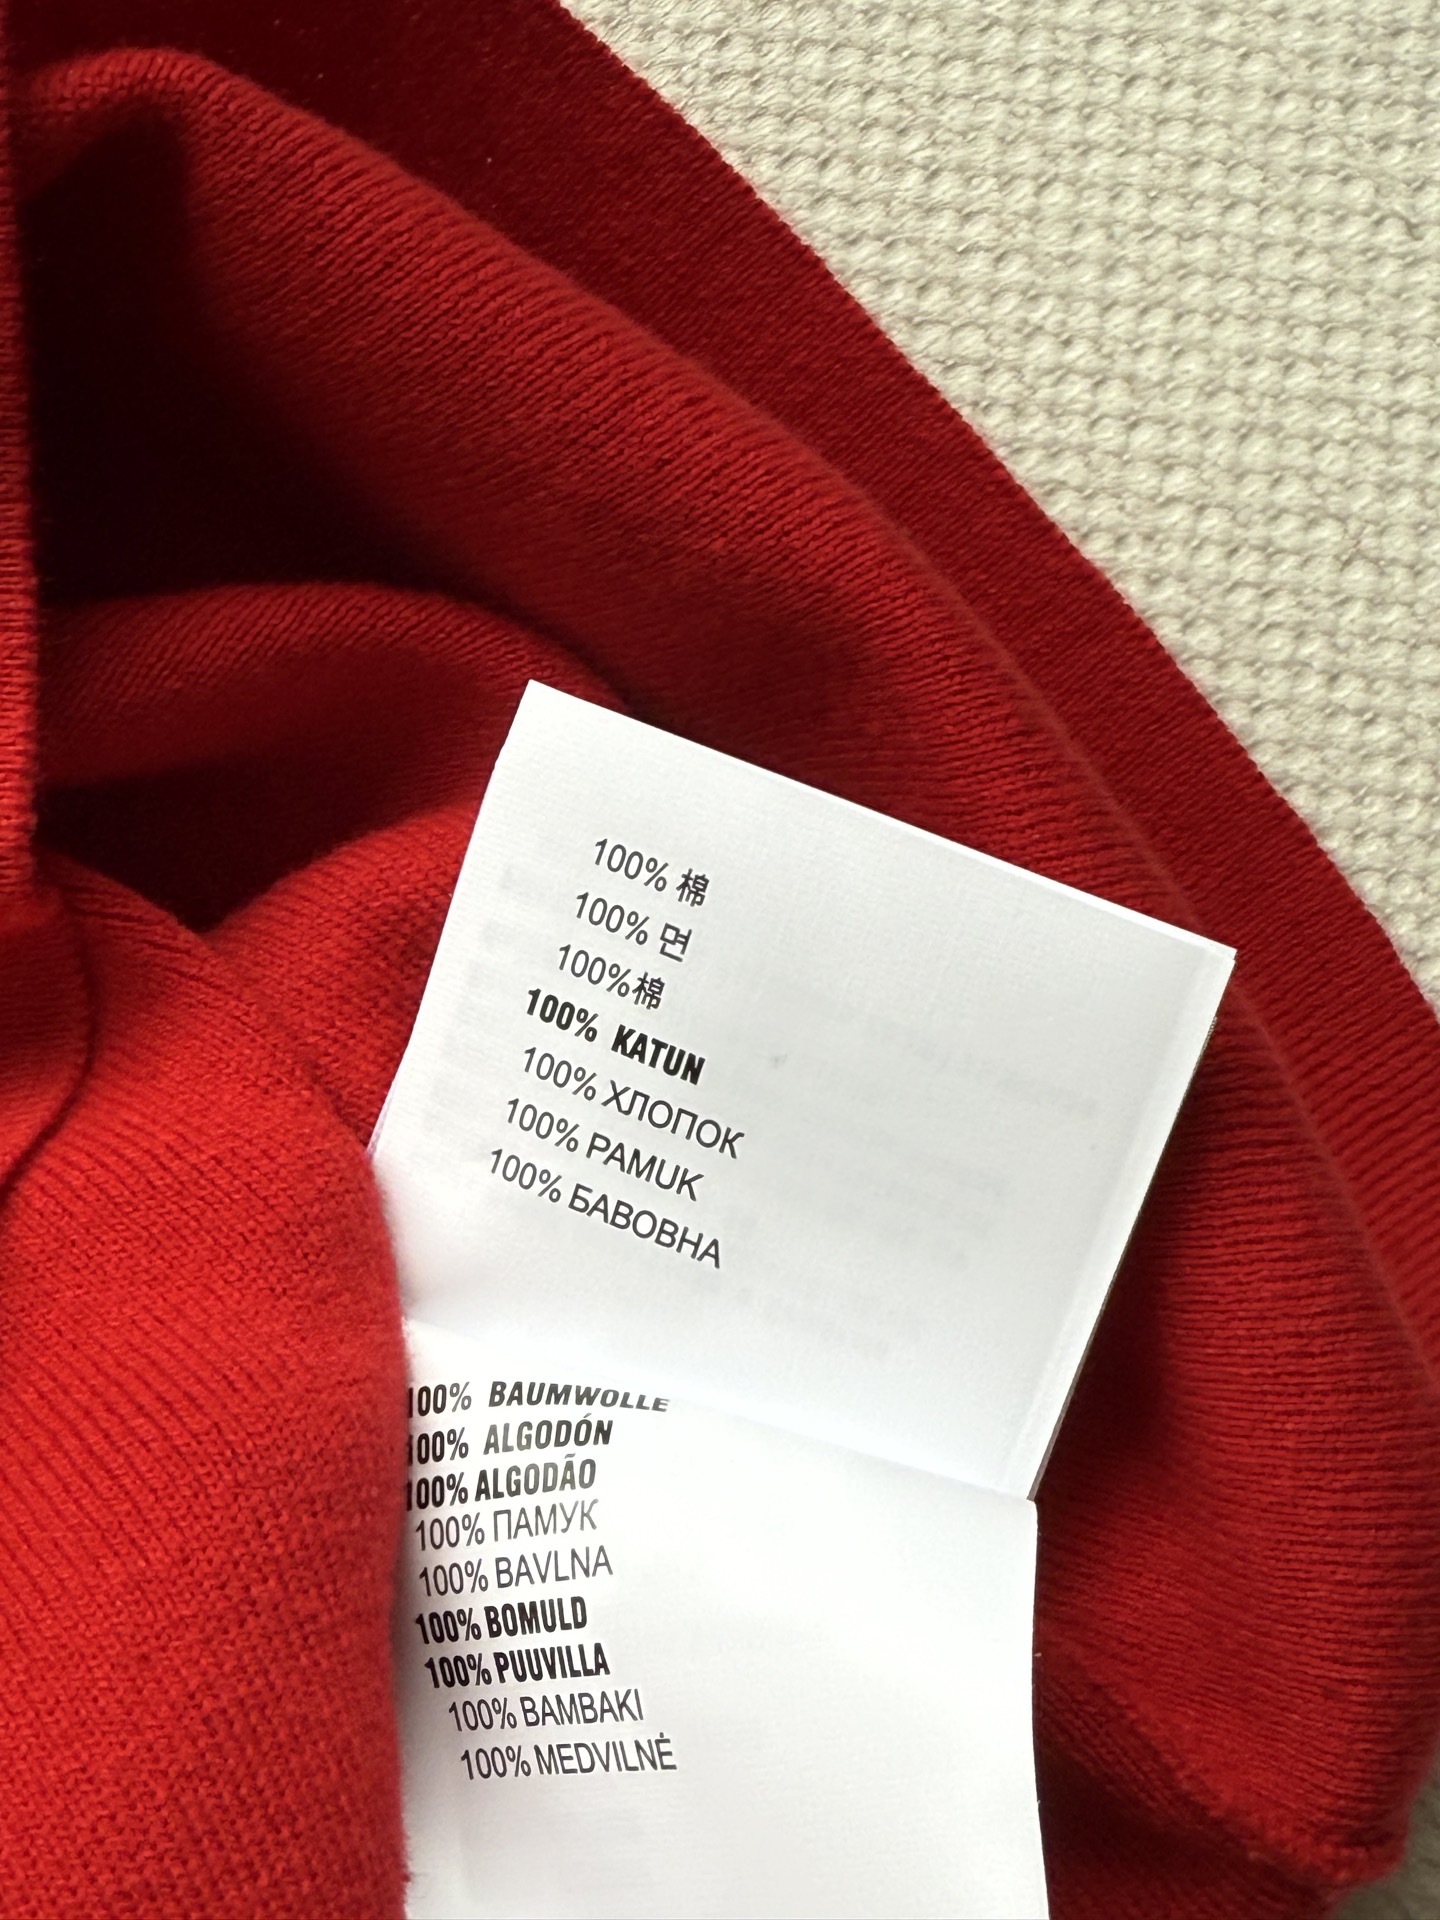 100% 棉
100% 면
100%棉
100% KATUN
100% ХЛОПОК
100% PAMUK
100% БАВОВНА
100% BAUMWOLLE
100% ALGODÓN
100% ALGODÃO
100% ПАМУК
100% BAVLNA
100% BOMULD
100% PUUVILLA
100% BAMBAKI
100% MEDVILNĖ